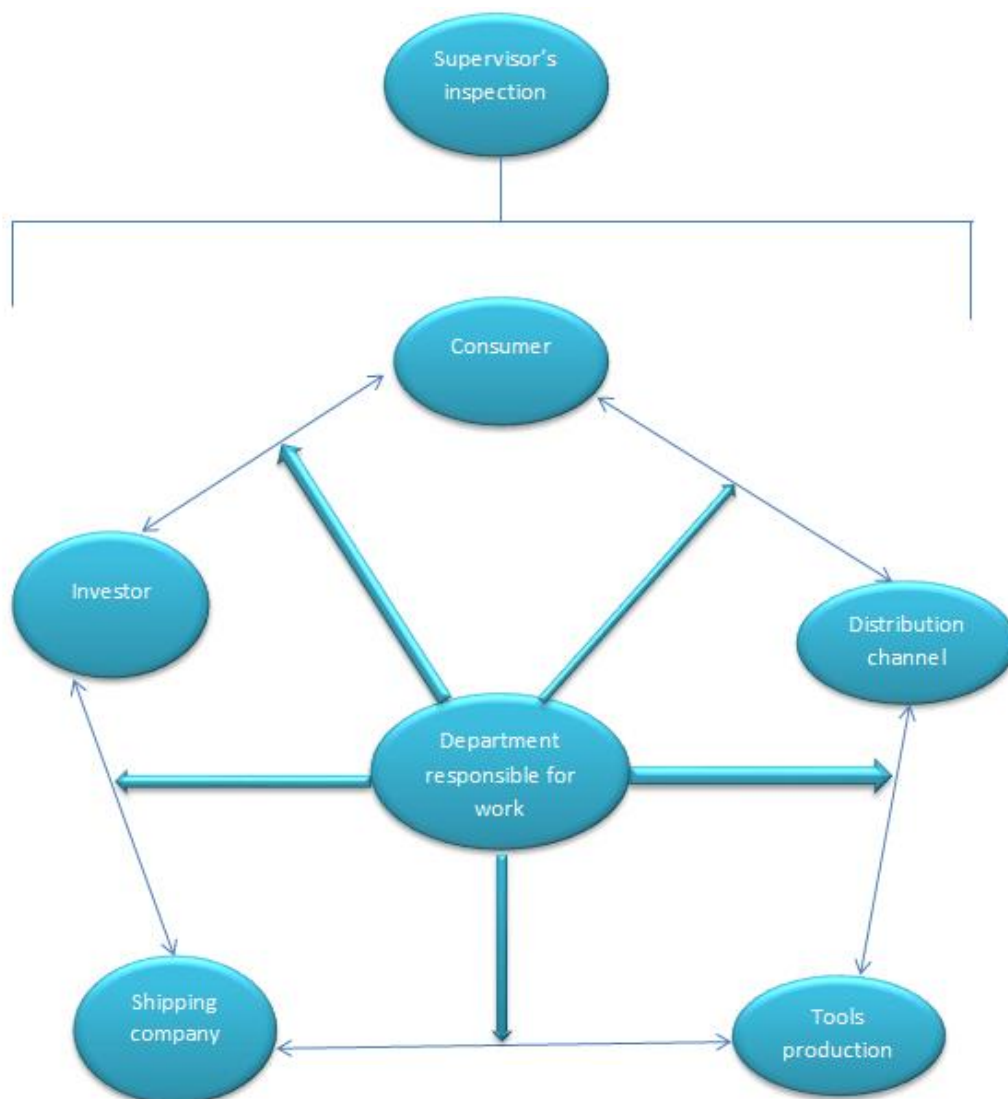 Supervisor's
inspection
Consumer
Investor
Distribution
channel
Department
responsible for
work
Shipping
company
Tools
production